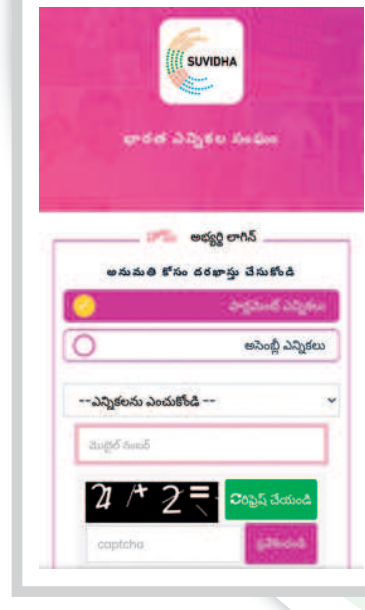 SUVIDHA
భారత ఎన్నికల సంఘం
హోమ్ అభ్యర్థి లాగిన్
అనుమతి కోసం దరఖాస్తు చేసుకోండి
పార్లమెంట్ ఎన్నికలు
అసెంబ్లీ ఎన్నికలు
--ఎన్నికలను ఎంచుకోండి --
మొబైల్ నంబర్
2 =
రిఫ్రెష్ చేయండి
captcha